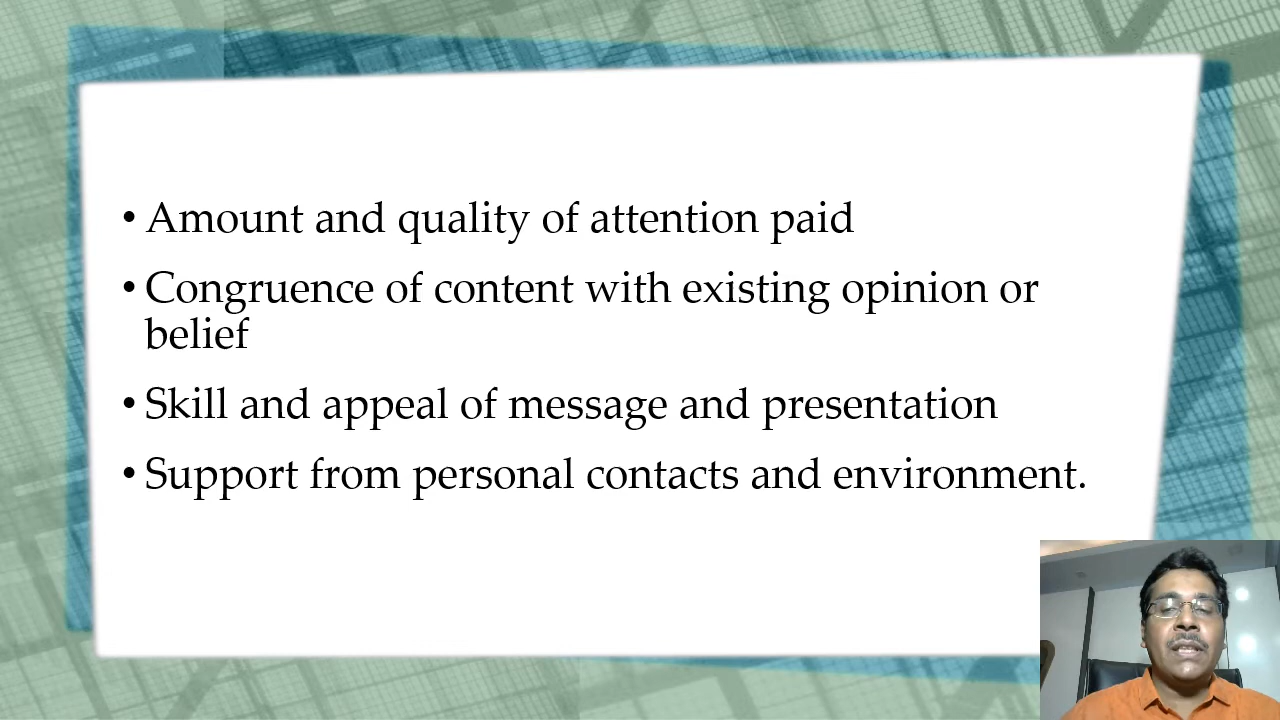 • Amount and quality of attention paid
• Congruence of content with existing opinion or
belief
• Skill and appeal of message and presentation
• Support from personal contacts and environment.